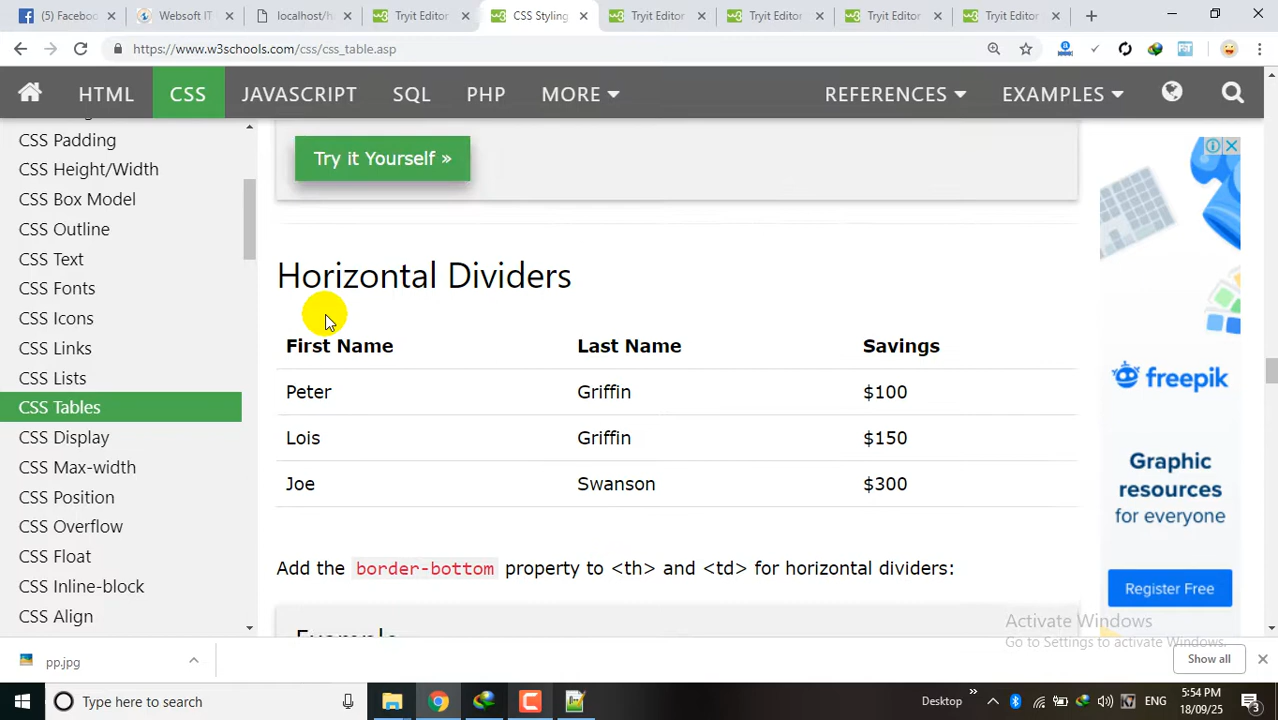 (5) Facebo
Websoft IT
localhost/h
Tryit Editor
CSS Styling
Tryit Editor
Tryit Editor
Tryit Editor
Tryit Editor
https://www.w3schools.com/css/css_table.asp
HTML CSS JAVASCRIPT SQL PHP MORE REFERENCES EXAMPLES
CSS Padding
CSS Height/Width
CSS Box Model
CSS Outline
CSS Text
CSS Fonts
CSS Icons
CSS Links
CSS Lists
CSS Tables
CSS Display
CSS Max-width
CSS Position
CSS Overflow
CSS Float
CSS Inline-block
CSS Align
Try it Yourself »
Horizontal Dividers
First Name Last Name Savings
Peter Griffin $100
Lois Griffin $150
Joe Swanson $300
Add the border-bottom property to <th> and <td> for horizontal dividers:
Example
freepik
Graphic
resources
for everyone
Register Free
Activate Windows
Go to Settings to activate Windows.
pp.jpg
Show all
Type here to search
Desktop
ENG
5:54 PM
18/09/25
3